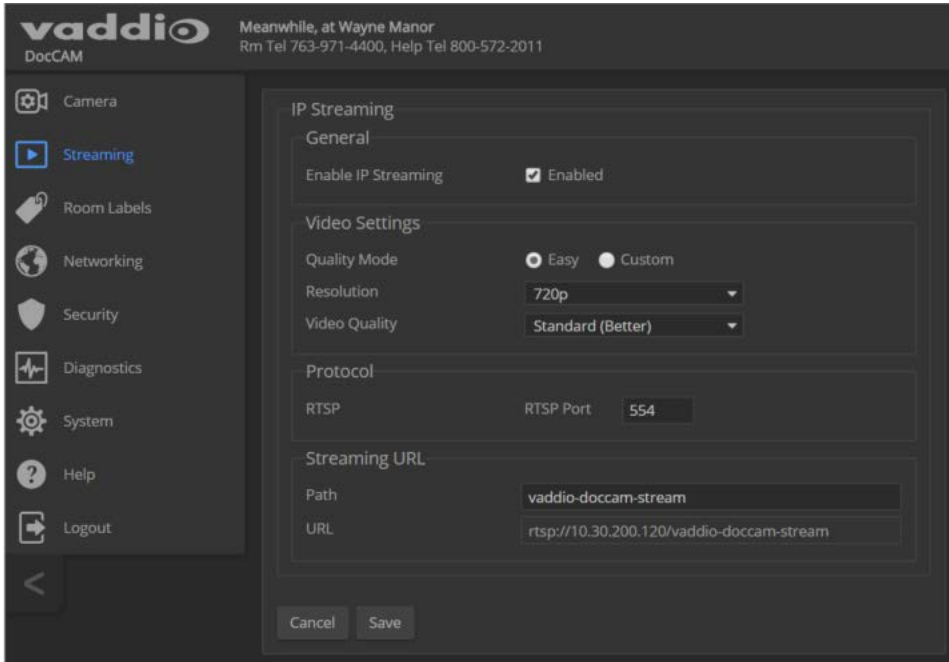 vaddio
DocCAM
Meanwhile, at Wayne Manor
Rm Tel 763-971-4400, Help Tel 800-572-2011
Camera
Streaming
Room Labels
Networking
Security
Diagnostics
System
Help
Logout
<
IP Streaming
General
Enable IP Streaming Enabled
Video Settings
Quality Mode Easy Custom
Resolution 720p
Video Quality Standard (Better)
Protocol
RTSP RTSP Port 554
Streaming URL
Path vaddio-doccam-stream
URL rtsp://10.30.200.120/vaddio-doccam-stream
Cancel Save